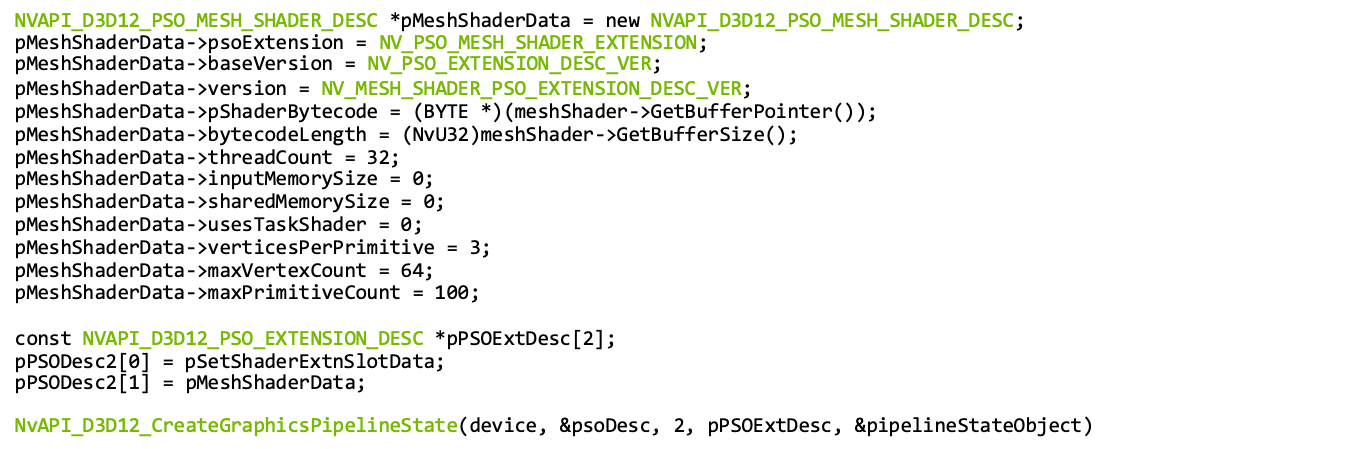 NVAPI_D3D12_PSO_MESH_SHADER_DESC *pMeshShaderData = new NVAPI_D3D12_PSO_MESH_SHADER_DESC;
pMeshShaderData->psoExtension = NV_PSO_MESH_SHADER_EXTENSION;
pMeshShaderData->baseVersion = NV_PSO_EXTENSION_DESC_VER;
pMeshShaderData->version = NV_MESH_SHADER_PSO_EXTENSION_DESC_VER;
pMeshShaderData->pShaderBytecode = (BYTE *)(meshShader->GetBufferPointer());
pMeshShaderData->bytecodeLength = (NvU32)meshShader->GetBufferSize();
pMeshShaderData->threadCount = 32;
pMeshShaderData->inputMemorySize = 0;
pMeshShaderData->sharedMemorySize = 0;
pMeshShaderData->usesTaskShader = 0;
pMeshShaderData->verticesPerPrimitive = 3;
pMeshShaderData->maxVertexCount = 64;
pMeshShaderData->maxPrimitiveCount = 100;
const NVAPI_D3D12_PSO_EXTENSION_DESC *pPSOExtDesc[2];
pPSODesc2[0] = pSetShaderExtnSlotData;
pPSODesc2[1] = pMeshShaderData;
NvAPI_D3D12_CreateGraphicsPipelineState(device, &psoDesc, 2, pPSOExtDesc, &pipelineStateObject)